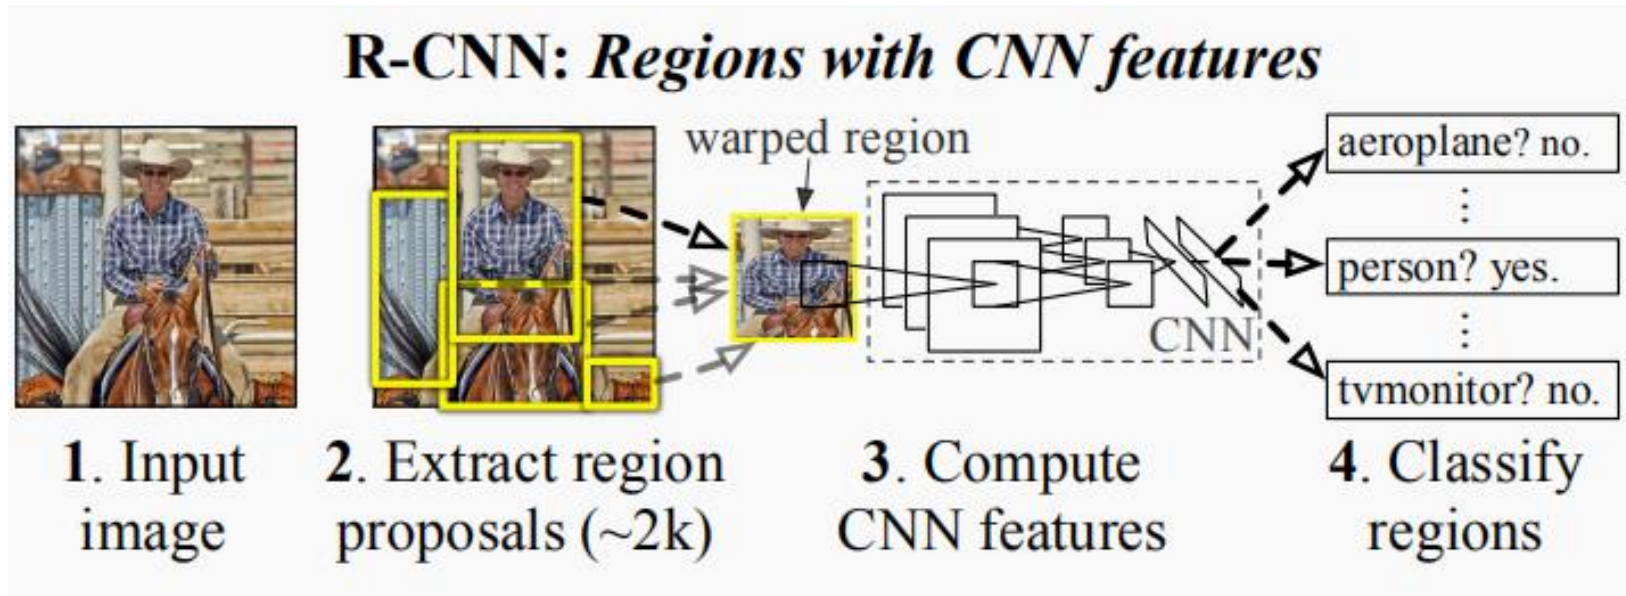 R-CNN: Regions with CNN features
warped region
aeroplane? no.
⋮
person? yes.
⋮
tvmonitor? no.
CNN
1. Input
image
2. Extract region
proposals (~2k)
3. Compute
CNN features
4. Classify
regions